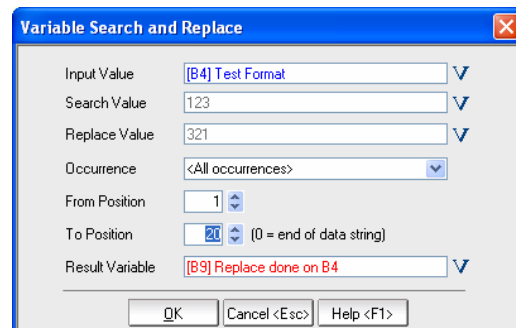 Variable Search and Replace
Input Value [B4] Test Format V
Search Value 123 V
Replace Value 321 V
Occurrence <All occurrences>
From Position 1
To Position 20 (0 = end of data string)
Result Variable [B9] Replace done on B4 V
OK Cancel <Esc> Help <F1>